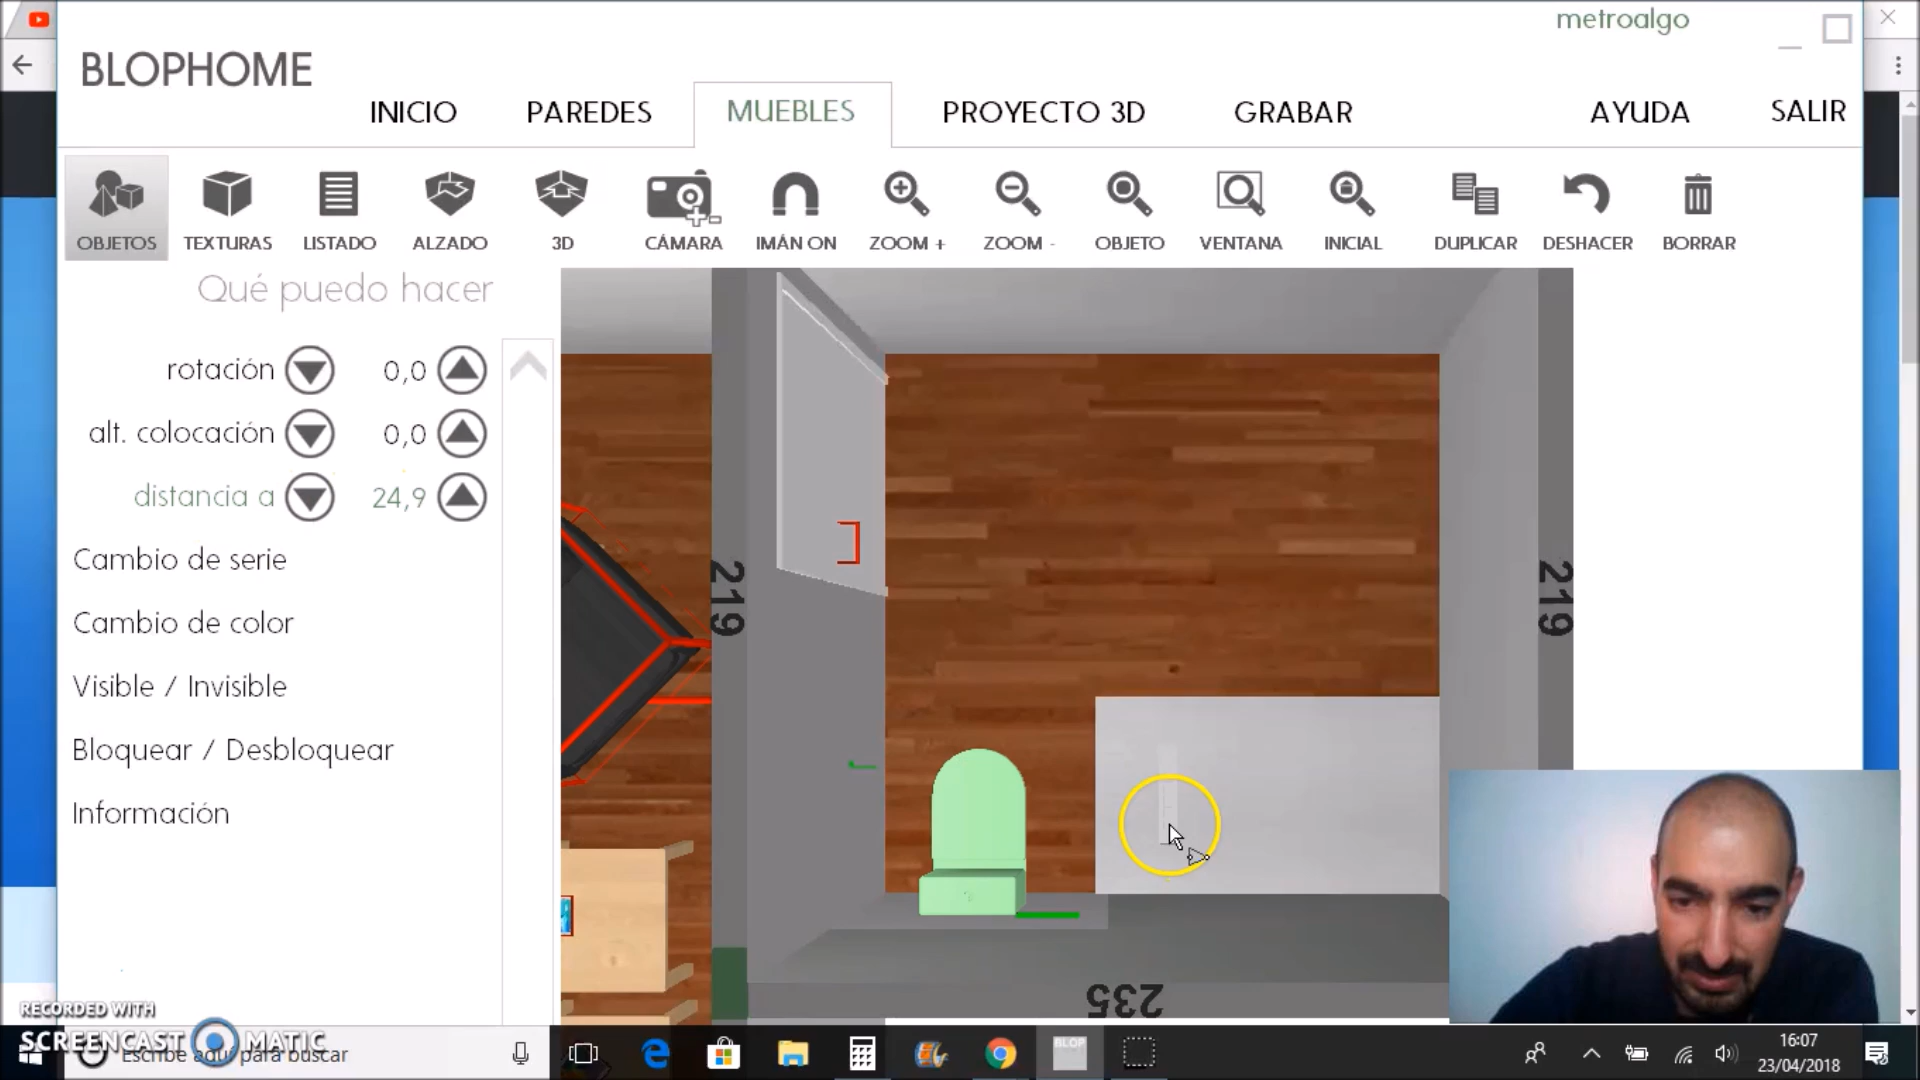 metroalgo
BLOPHOME
INICIO PAREDES MUEBLES PROYECTO 3D GRABAR AYUDA SALIR
OBJETOS TEXTURAS LISTADO ALZADO 3D CÁMARA IMÁN ON ZOOM + ZOOM - OBJETO VENTANA INICIAL DUPLICAR DESHACER BORRAR
Qué puedo hacer
rotación 0,0
alt. colocación 0,0
distancia a 24,9
Cambio de serie
Cambio de color
Visible / Invisible
Bloquear / Desbloquear
Información
219
219
235
RECORDED WITH
SCREENCAST MATIC
Escribe aquí para buscar
BLOP
16:07
23/04/2018